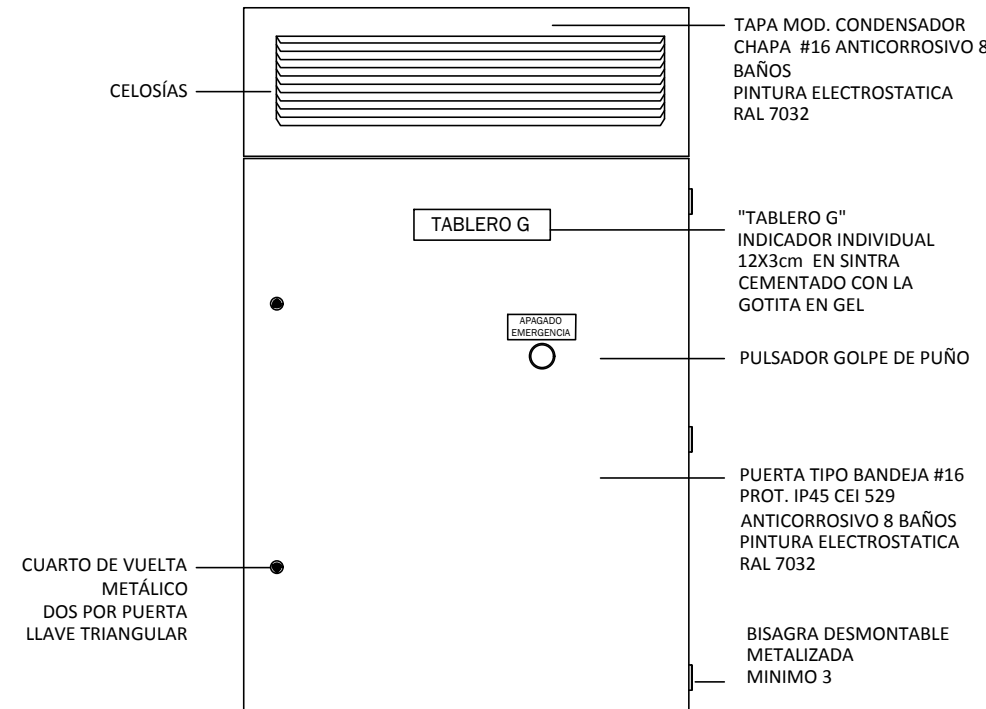 TAPA MOD. CONDENSADOR
CHAPA #16 ANTICORROSIVO 8
BAÑOS
PINTURA ELECTROSTATICA
RAL 7032
CELOSÍAS
TABLERO G
"TABLERO G"
INDICADOR INDIVIDUAL
12X3cm EN SINTRA
CEMENTADO CON LA
GOTITA EN GEL
APAGADO
EMERGENCIA
PULSADOR GOLPE DE PUÑO
PUERTA TIPO BANDEJA #16
PROT. IP45 CEI 529
ANTICORROSIVO 8 BAÑOS
PINTURA ELECTROSTATICA
RAL 7032
CUARTO DE VUELTA
METÁLICO
DOS POR PUERTA
LLAVE TRIANGULAR
BISAGRA DESMONTABLE
METALIZADA
MINIMO 3